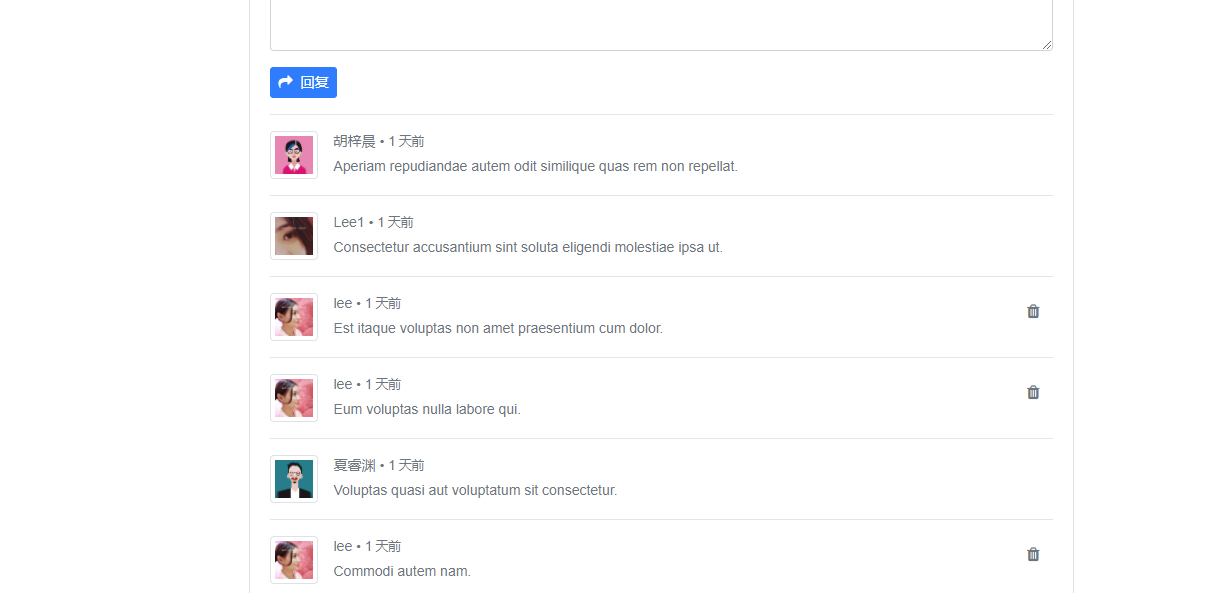 回复
胡梓晨 • 1 天前
Aperiam repudiandae autem odit similique quas rem non repellat.
Lee1 • 1 天前
Consectetur accusantium sint soluta eligendi molestiae ipsa ut.
lee • 1 天前
Est itaque voluptas non amet praesentium cum dolor.
lee • 1 天前
Eum voluptas nulla labore qui.
夏睿渊 • 1 天前
Voluptas quasi aut voluptatum sit consectetur.
lee • 1 天前
Commodi autem nam.